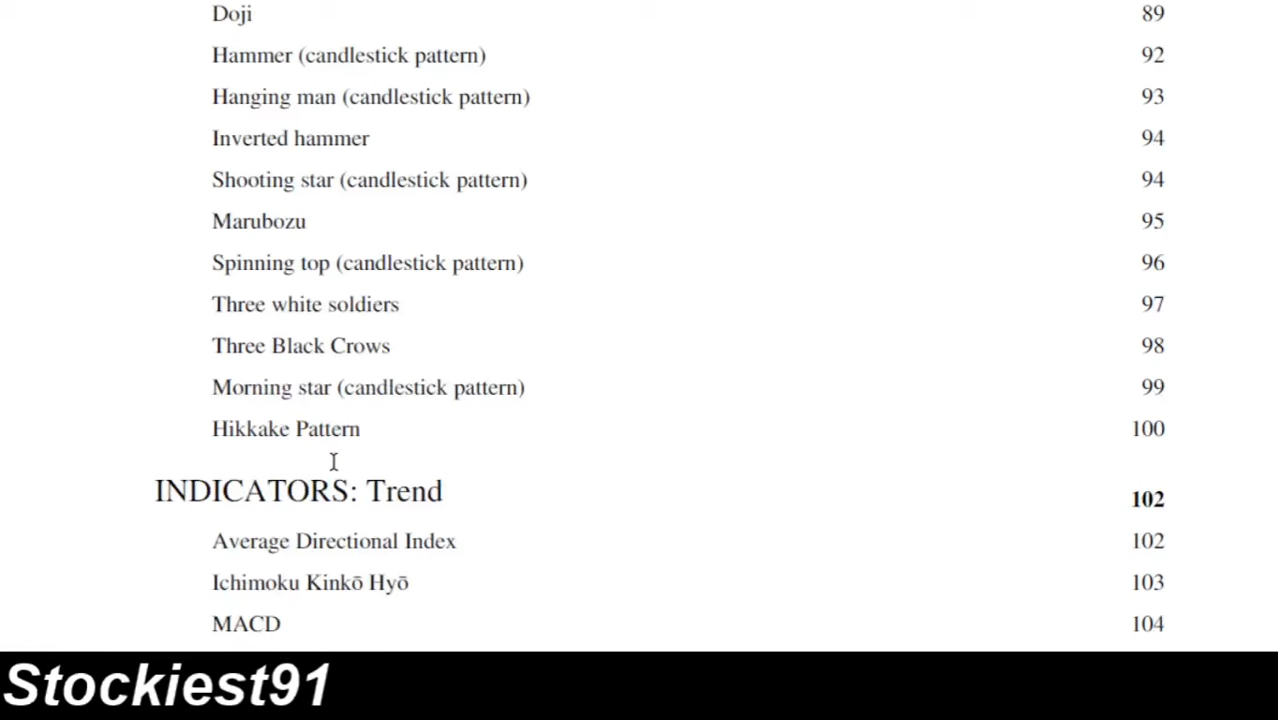 Doji 89
Hammer (candlestick pattern) 92
Hanging man (candlestick pattern) 93
Inverted hammer 94
Shooting star (candlestick pattern) 94
Marubozu 95
Spinning top (candlestick pattern) 96
Three white soldiers 97
Three Black Crows 98
Morning star (candlestick pattern) 99
Hikkake Pattern 100
INDICATORS: Trend 102
Average Directional Index 102
Ichimoku Kinkō Hyō 103
MACD 104
Stockiest91